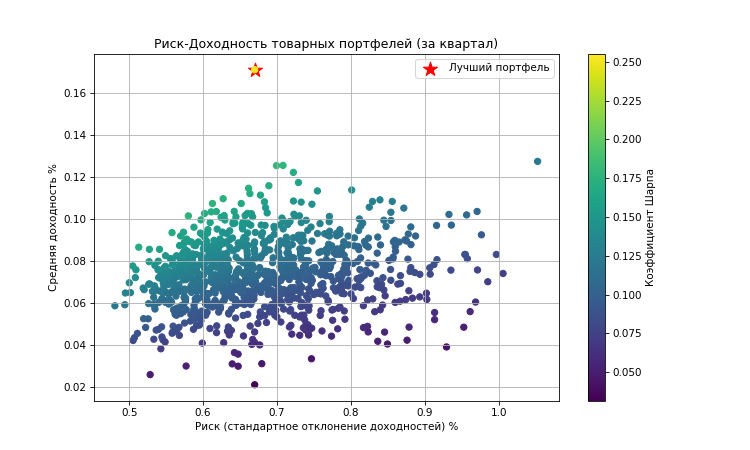 Риск-Доходность товарных портфелей (за квартал)
Лучший портфель
Средняя доходность %
0.16
0.14
0.12
0.10
0.08
0.06
0.04
0.02
0.5 0.6 0.7 0.8 0.9 1.0
Риск (стандартное отклонение доходностей) %
0.250
0.225
0.200
0.175
0.150
0.125
0.100
0.075
0.050
Коэффициент Шарпа